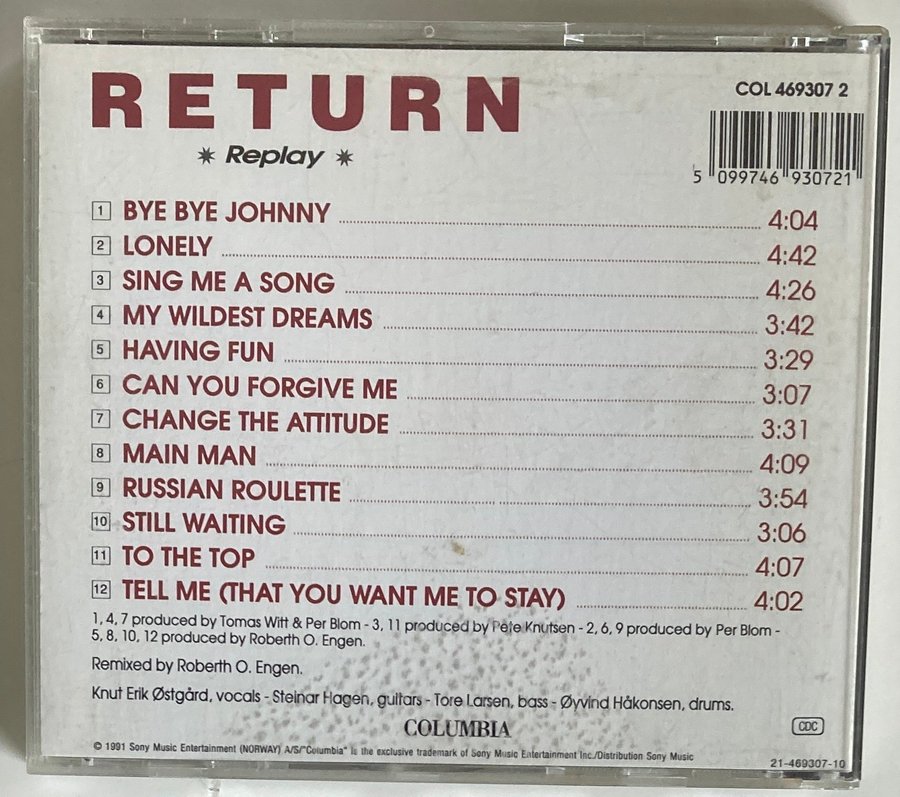 RETURN
COL 469307 2
Replay
5 099746 930721
1 BYE BYE JOHNNY 4:04
2 LONELY 4:42
3 SING ME A SONG 4:26
4 MY WILDEST DREAMS 3:42
5 HAVING FUN 3:29
6 CAN YOU FORGIVE ME 3:07
7 CHANGE THE ATTITUDE 3:31
8 MAIN MAN 4:09
9 RUSSIAN ROULETTE 3:54
10 STILL WAITING 3:06
11 TO THE TOP 4:07
12 TELL ME (THAT YOU WANT ME TO STAY) 4:02
1, 4, 7 produced by Tomas Witt & Per Blom - 3, 11 produced by Pete Knutsen - 2, 6, 9 produced by Per Blom -
5, 8, 10, 12 produced by Roberth O. Engen.
Remixed by Roberth O. Engen.
Knut Erik Østgård, vocals - Steinar Hagen, guitars - Tore Larsen, bass - Øyvind Håkonsen, drums.
COLUMBIA
CDC
© 1991 Sony Music Entertainment (NORWAY) A/S/"Columbia" is the exclusive trademark of Sony Music Entertainment Inc./Distribution Sony Music
21-469307-10